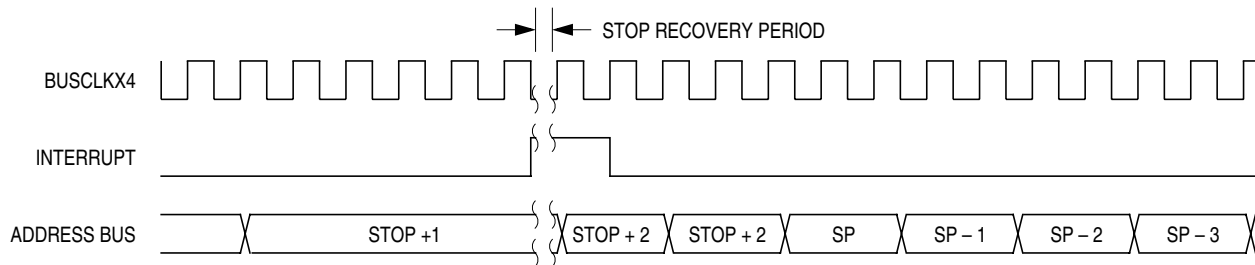 STOP RECOVERY PERIOD
BUSCLKX4
INTERRUPT
ADDRESS BUS STOP +1 STOP + 2 STOP + 2 SP SP – 1 SP – 2 SP – 3